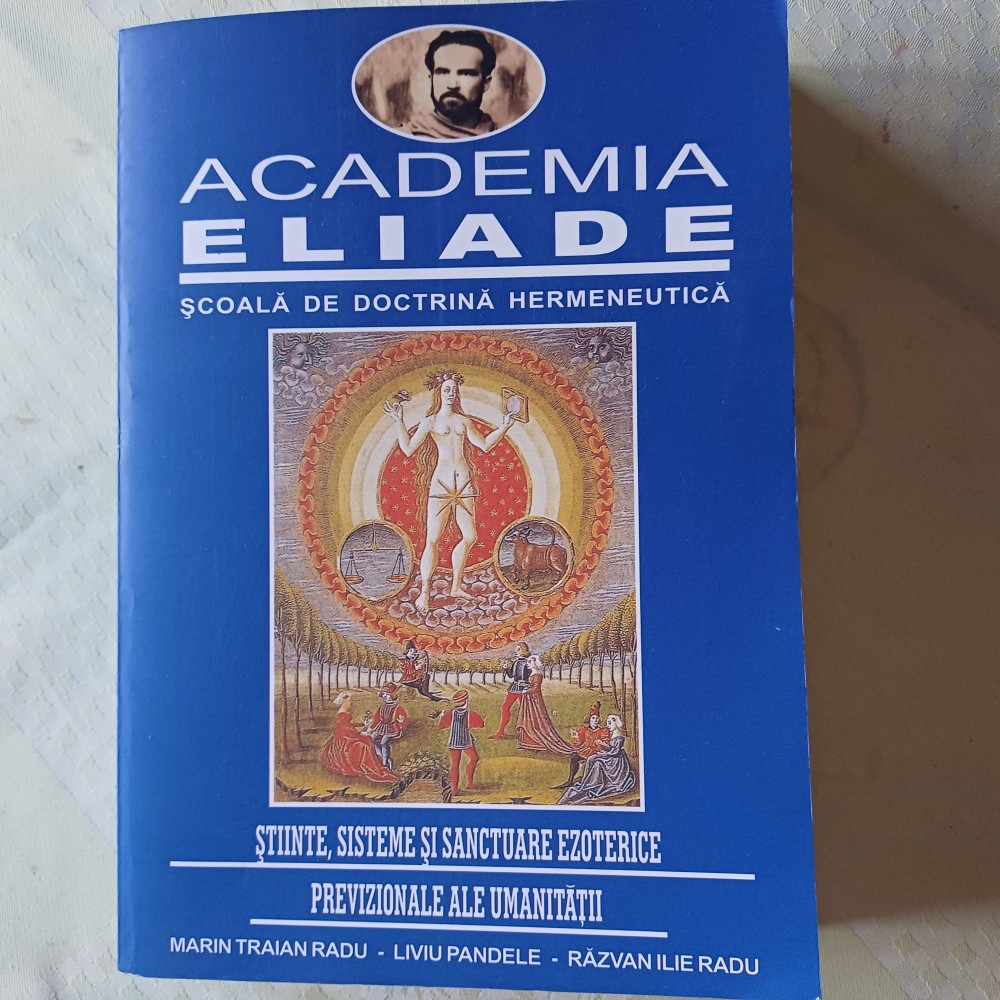 ACADEMIA
ELIADE
ŞCOALĂ DE DOCTRINĂ HERMENEUTICĂ
ŞTIINTE, SISTEME ŞI SANCTUARE EZOTERICE
PREVIZIONALE ALE UMANITĂŢII
MARIN TRAIAN RADU - LIVIU PANDELE - RĂZVAN ILIE RADU